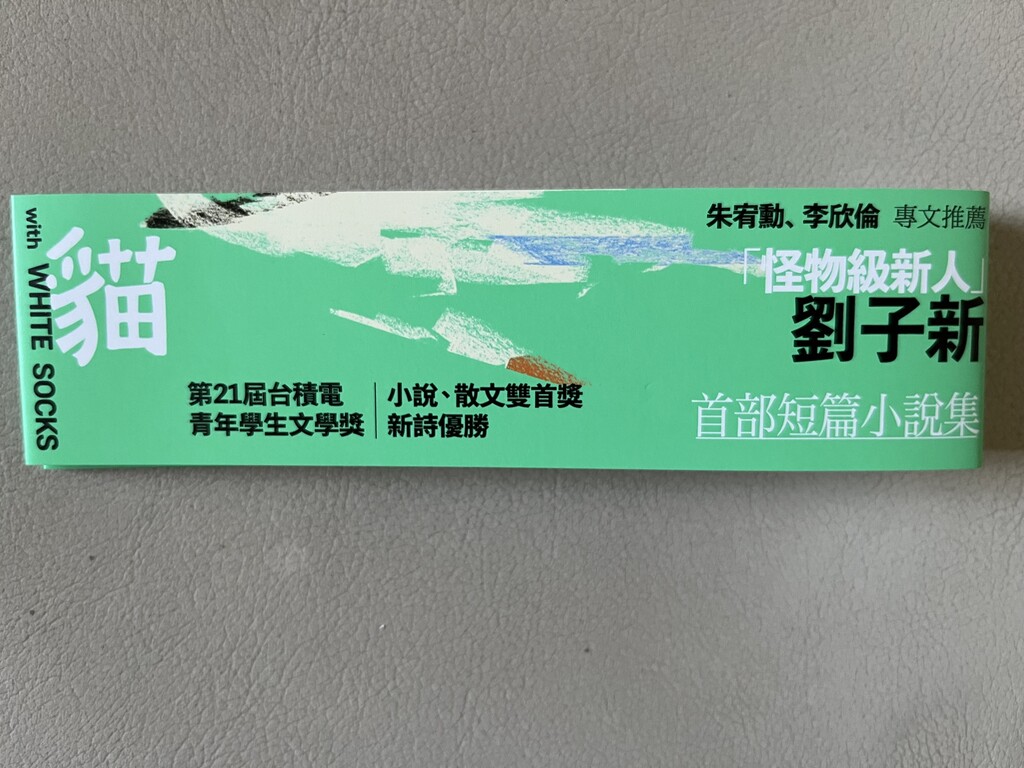 with WHITE SOCKS
貓
朱宥勳、李欣倫 專文推薦
「怪物級新人」
劉子新
首部短篇小說集
第21屆台積電
青年學生文學獎
小說、散文雙首獎
新詩優勝